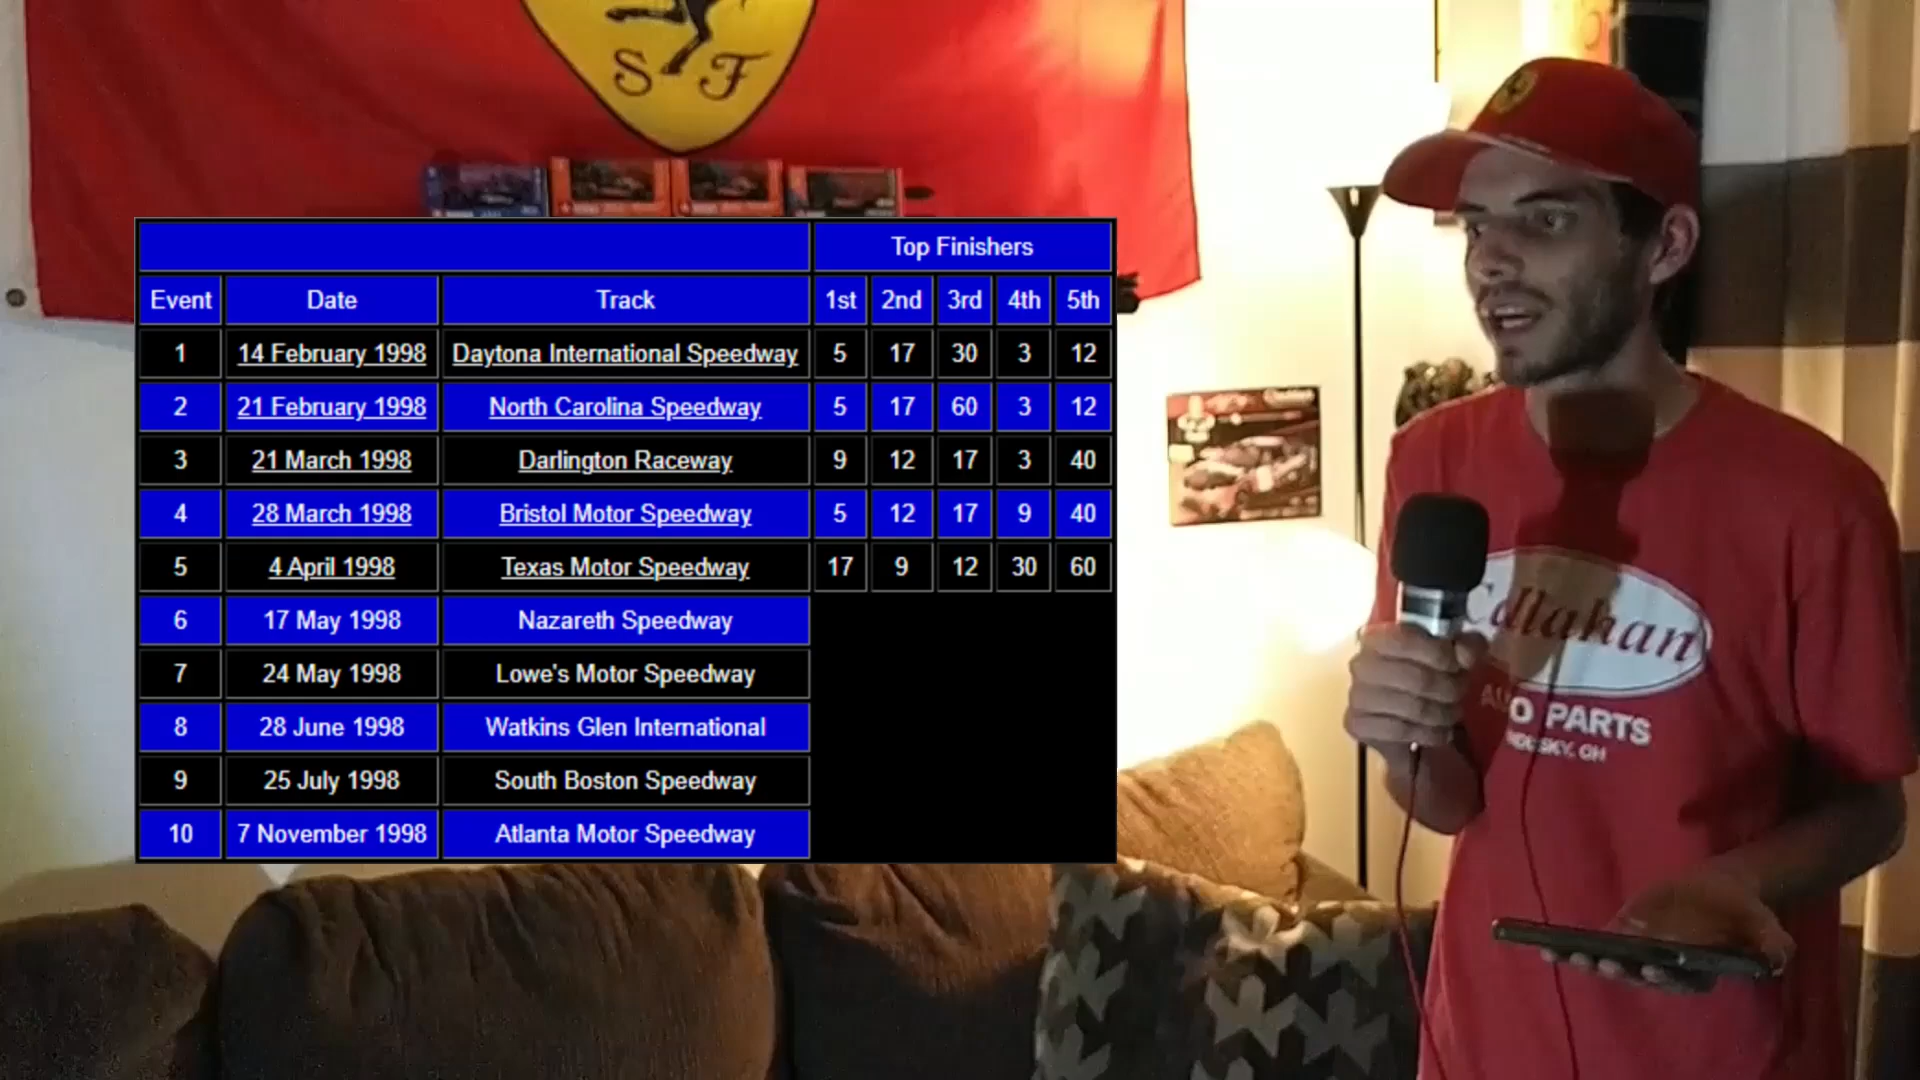 S F
Top Finishers
Event Date Track 1st 2nd 3rd 4th 5th
1 14 February 1998 Daytona International Speedway 5 17 30 3 12
2 21 February 1998 North Carolina Speedway 5 17 60 3 12
3 21 March 1998 Darlington Raceway 9 12 17 3 40
4 28 March 1998 Bristol Motor Speedway 5 12 17 9 40
5 4 April 1998 Texas Motor Speedway 17 9 12 30 60
6 17 May 1998 Nazareth Speedway
7 24 May 1998 Lowe's Motor Speedway
8 28 June 1998 Watkins Glen International
9 25 July 1998 South Boston Speedway
10 7 November 1998 Atlanta Motor Speedway
Callahan
AUTO PARTS